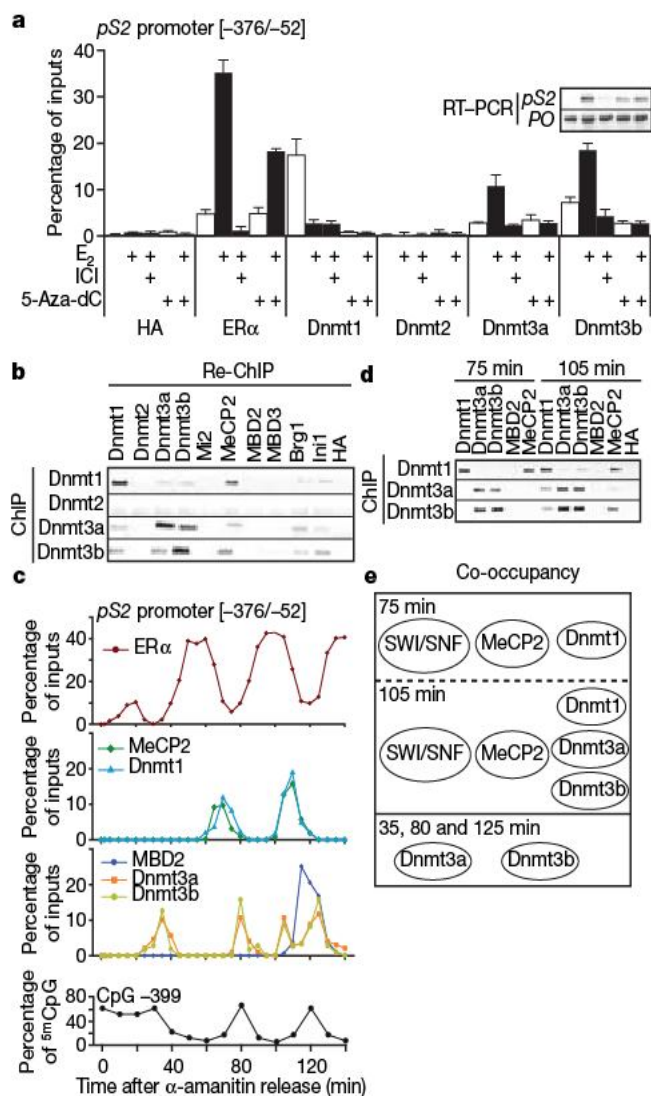 a
pS2 promoter [–376/–52]
Percentage of inputs
40
30
20
10
0
RT–PCR
pS2
PO
E2 + + + + + + + + + + + + + + + + + +
ICI + + + + + +
5-Aza-dC + + + + + + + + + + + +
HA ERα Dnmt1 Dnmt2 Dnmt3a Dnmt3b
b
Re-ChIP
Dnmt1 Dnmt2 Dnmt3a Dnmt3b Mi2 MeCP2 MBD2 MBD3 Brg1 Ini1 HA
ChIP
Dnmt1
Dnmt2
Dnmt3a
Dnmt3b
d
75 min 105 min
Dnmt1 Dnmt3a Dnmt3b MBD2 MeCP2 Dnmt1 Dnmt3a Dnmt3b MBD2 MeCP2 HA
ChIP
Dnmt1
Dnmt3a
Dnmt3b
c
pS2 promoter [–376/–52]
Percentage of inputs
40
20
0
ERα
Percentage of inputs
20
0
MeCP2
Dnmt1
Percentage of inputs
20
0
MBD2
Dnmt3a
Dnmt3b
Percentage of 5mCpG
80
40
0
CpG –399
0 40 80 120
Time after α-amanitin release (min)
e
Co-occupancy
75 min
SWI/SNF MeCP2 Dnmt1
105 min
SWI/SNF MeCP2
Dnmt1
Dnmt3a
Dnmt3b
35, 80 and 125 min
Dnmt3a Dnmt3b